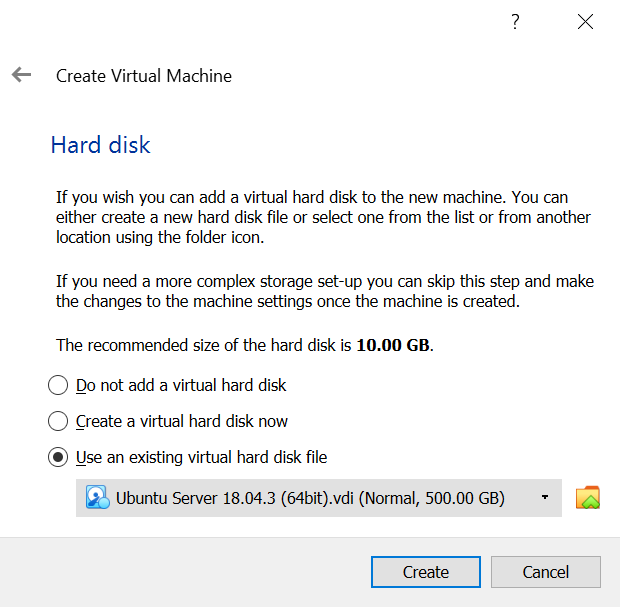 ?
Create Virtual Machine
Hard disk
If you wish you can add a virtual hard disk to the new machine. You can
either create a new hard disk file or select one from the list or from another
location using the folder icon.
If you need a more complex storage set-up you can skip this step and make
the changes to the machine settings once the machine is created.
The recommended size of the hard disk is 10.00 GB.
Do not add a virtual hard disk
Create a virtual hard disk now
Use an existing virtual hard disk file
Ubuntu Server 18.04.3 (64bit).vdi (Normal, 500.00 GB)
Create Cancel